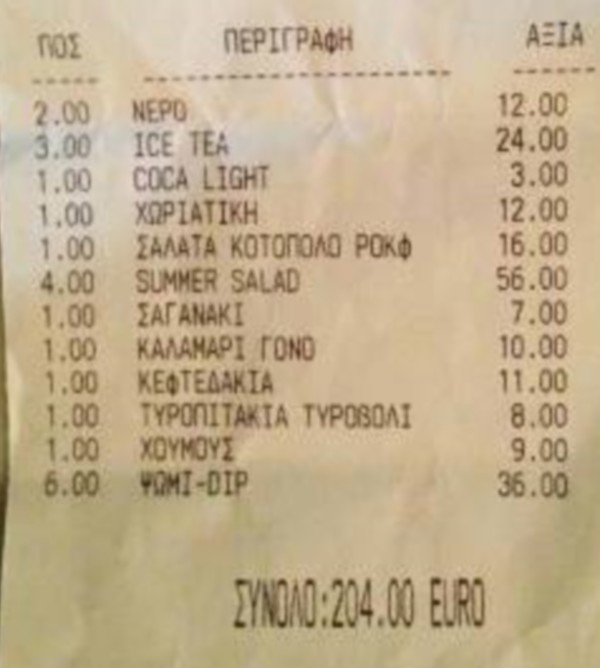 ΠΟΣ ΠΕΡΙΓΡΑΦΗ ΑΞΙΑ
2.00 ΝΕΡΟ 12.00
3.00 ICE TEA 24.00
1.00 COCA LIGHT 3.00
1.00 ΧΩΡΙΑΤΙΚΗ 12.00
1.00 ΣΑΛΑΤΑ ΚΟΤΟΠΟΛΟ ΡΟΚΦ 16.00
4.00 SUMMER SALAD 56.00
1.00 ΣΑΓΑΝΑΚΙ 7.00
1.00 ΚΑΛΑΜΑΡΙ ΓΟΝΟ 10.00
1.00 ΚΕΦΤΕΔΑΚΙΑ 11.00
1.00 ΤΥΡΟΠΙΤΑΚΙΑ ΤΥΡΟΒΟΛΙ 8.00
1.00 ΧΟΥΜΟΥΣ 9.00
6.00 ΨΩΜΙ-DIP 36.00
ΣΥΝΟΛΟ:204.00 EURO